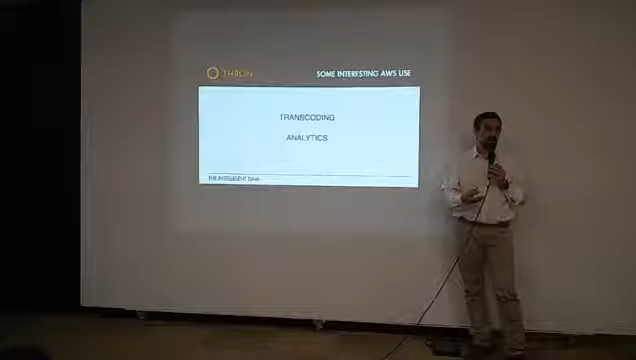 THRON
SOME INTERESTING AWS USE
TRANSCODING
ANALYTICS
THE INTELLIGENT DAM